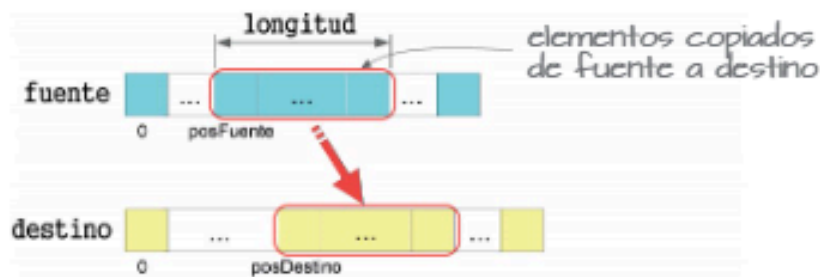 longitud
elementos copiados
de fuente a destino
fuente ... ... ...
0 posFuente
destino ... ... ...
0 posDestino